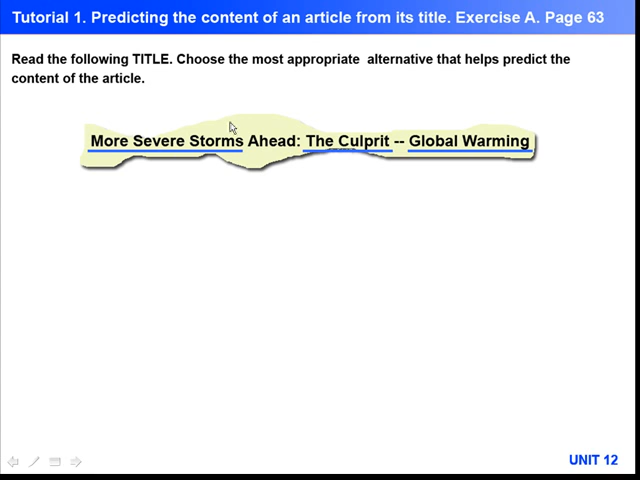 Tutorial 1. Predicting the content of an article from its title. Exercise A. Page 63
Read the following TITLE. Choose the most appropriate alternative that helps predict the
content of the article.
More Severe Storms Ahead: The Culprit -- Global Warming
UNIT 12